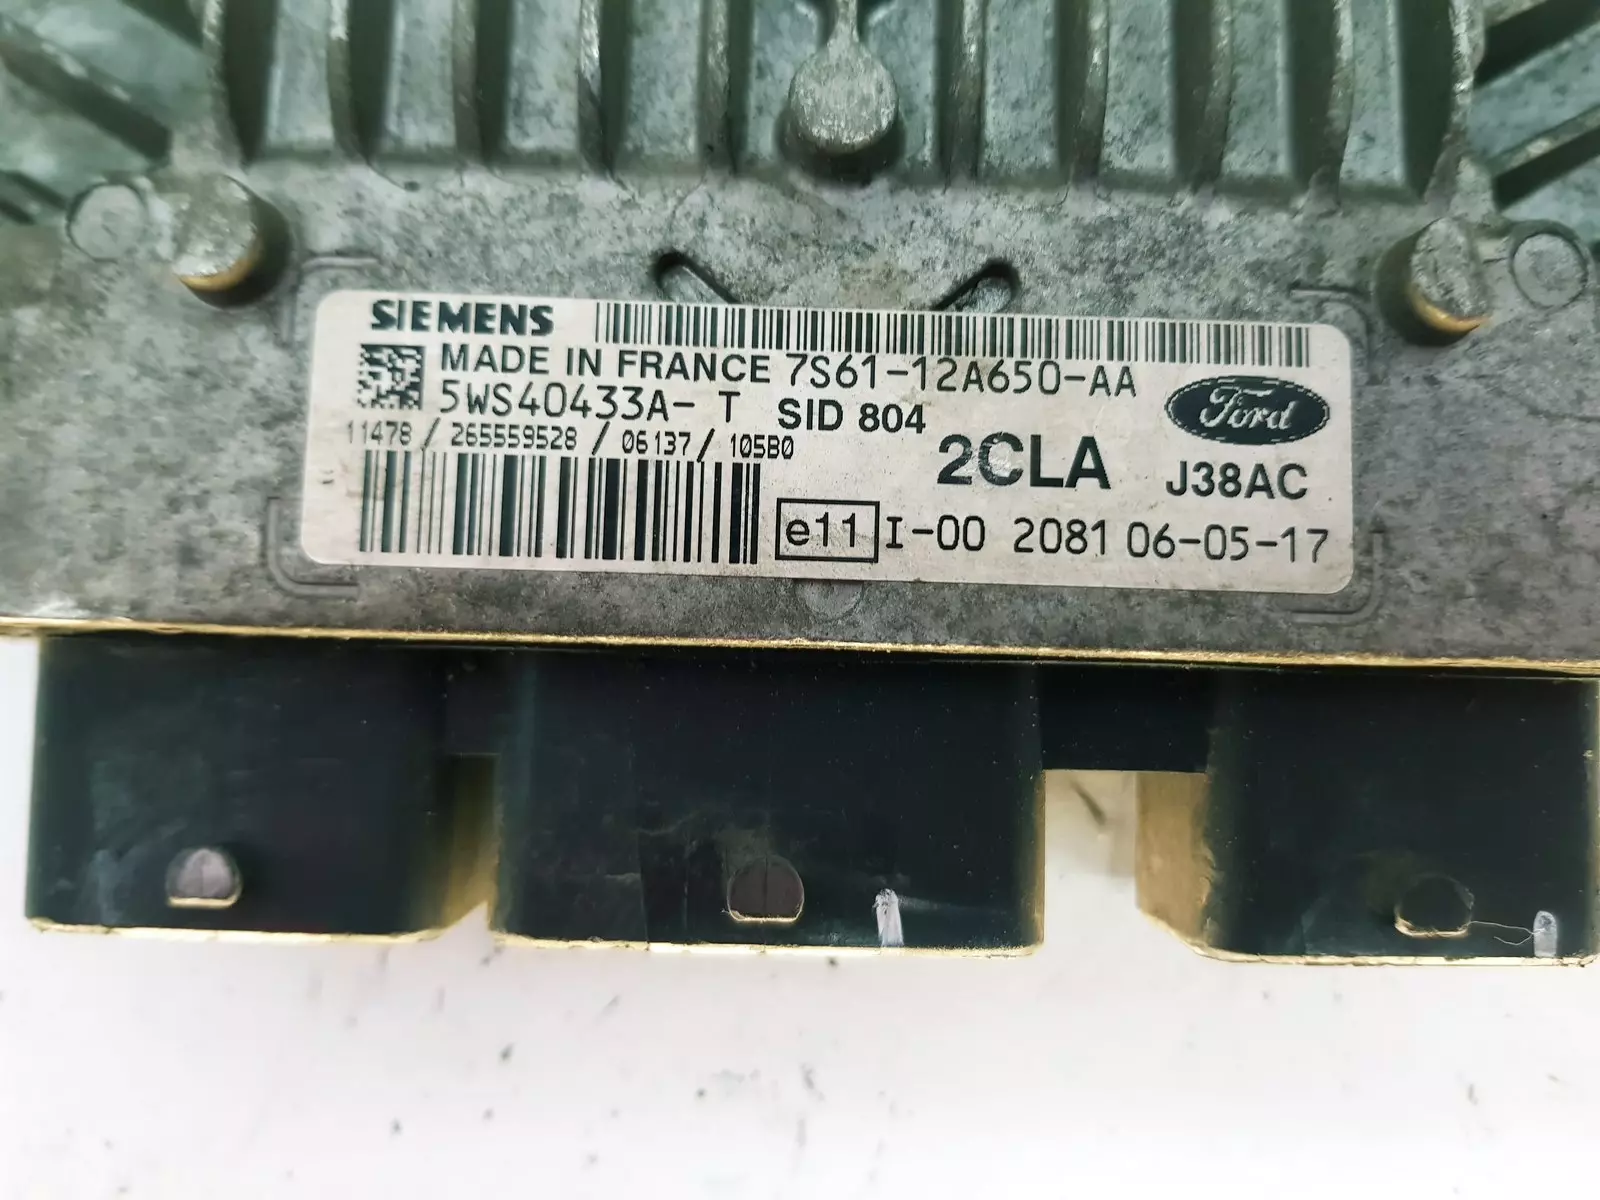 SIEMENS
MADE IN FRANCE 7S61-12A650-AA
5WS40433A- T SID 804
Ford
11478 / 265559528 / 06137 / 105B0
2CLA J38AC
e11 I-00 2081 06-05-17